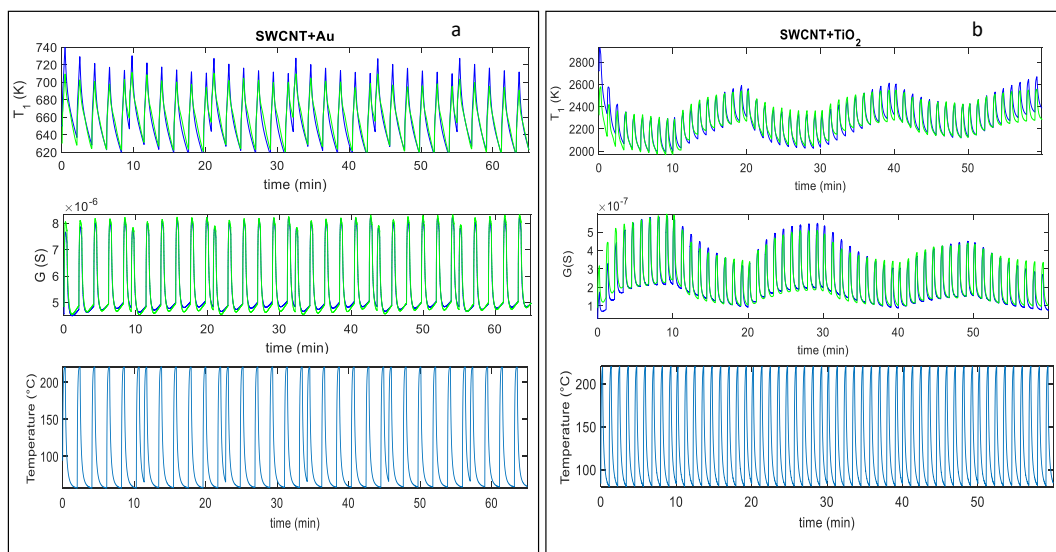 SWCNT+Au a
740
720
700
680
660
640
620
T1 (K)
0 10 20 30 40 50 60
time (min)
×10-6
8
7
6
5
G (S)
0 10 20 30 40 50 60
time (min)
200
150
100
Temperature (°C)
0 10 20 30 40 50 60
time (min)
SWCNT+TiO2 b
2800
2600
2400
2200
2000
T1 (K)
0 10 20 30 40 50
time (min)
×10-7
5
4
3
2
1
G(S)
0 10 20 30 40 50
time (min)
200
150
100
Temperature (°C)
0 10 20 30 40 50
time (min)